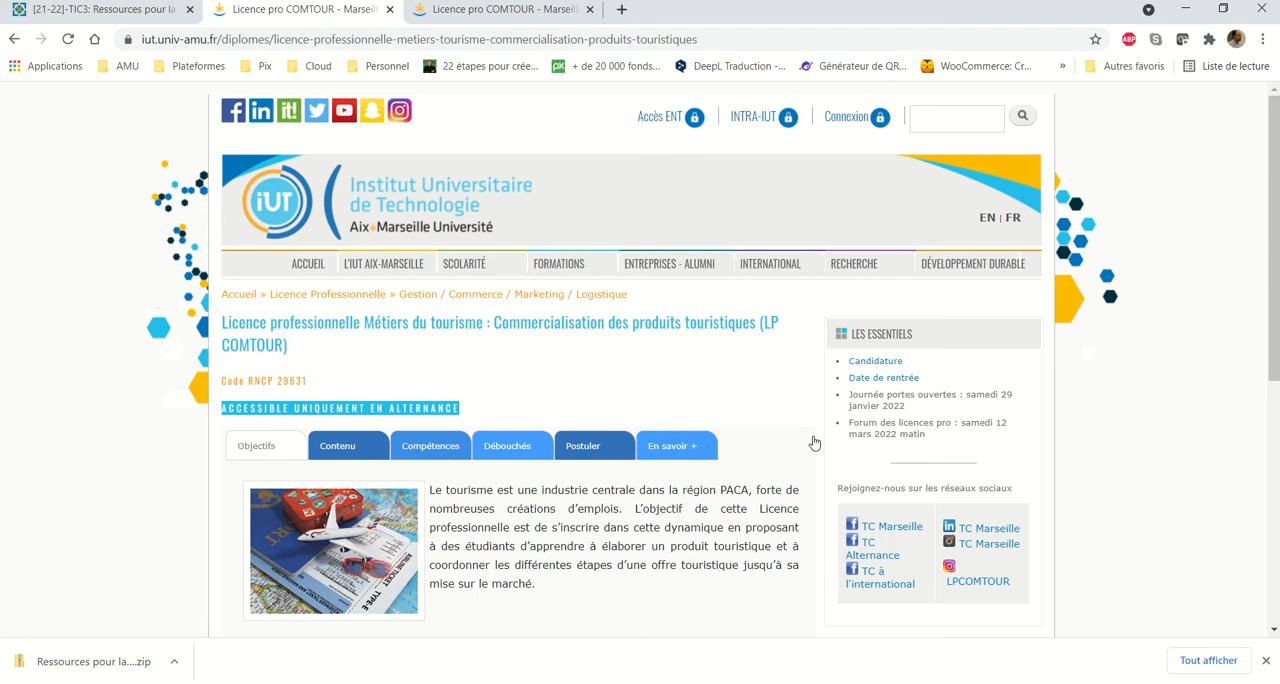 [21-22]-TIC3: Ressources pour la
Licence pro COMTOUR - Marseill
Licence pro COMTOUR - Marseill
iut.univ-amu.fr/diplomes/licence-professionnelle-metiers-tourisme-commercialisation-produits-touristiques
ABP
Applications
AMU
Plateformes
Pix
Cloud
Personnel
22 étapes pour crée...
+ de 20 000 fonds...
DeepL Traduction -...
Générateur de QR...
WooCommerce: Cr...
»
Autres favoris
Liste de lecture
it!
Accès ENT
INTRA-IUT
Connexion
iUT
Institut Universitaire
de Technologie
Aix*Marseille Université
EN | FR
ACCUEIL
L'IUT AIX-MARSEILLE
SCOLARITÉ
FORMATIONS
ENTREPRISES - ALUMNI
INTERNATIONAL
RECHERCHE
DÉVELOPPEMENT DURABLE
Accueil » Licence Professionnelle » Gestion / Commerce / Marketing / Logistique
Licence professionnelle Métiers du tourisme : Commercialisation des produits touristiques (LP
COMTOUR)
Code RNCP 29631
ACCESSIBLE UNIQUEMENT EN ALTERNANCE
Objectifs
Contenu
Compétences
Débouchés
Postuler
En savoir +
Le tourisme est une industrie centrale dans la région PACA, forte de
nombreuses créations d'emplois. L'objectif de cette Licence
professionnelle est de s'inscrire dans cette dynamique en proposant
à des étudiants d'apprendre à élaborer un produit touristique et à
coordonner les différentes étapes d'une offre touristique jusqu'à sa
mise sur le marché.
LES ESSENTIELS
Candidature
Date de rentrée
Journée portes ouvertes : samedi 29
janvier 2022
Forum des licences pro : samedi 12
mars 2022 matin
Rejoignez-nous sur les réseaux sociaux
TC Marseille
TC
Alternance
TC à
l'international
TC Marseille
TC Marseille
LPCOMTOUR
Ressources pour la....zip
Tout afficher